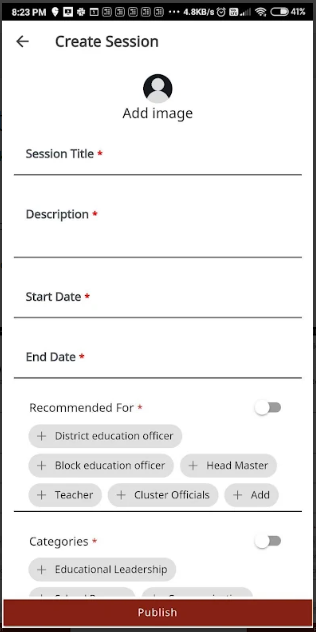 8:23 PM 4.8KB/s 41%
Create Session
Add image
Session Title *
Description *
Start Date *
End Date *
Recommended For *
+ District education officer
+ Block education officer + Head Master
+ Teacher + Cluster Officials + Add
Categories *
+ Educational Leadership
Publish